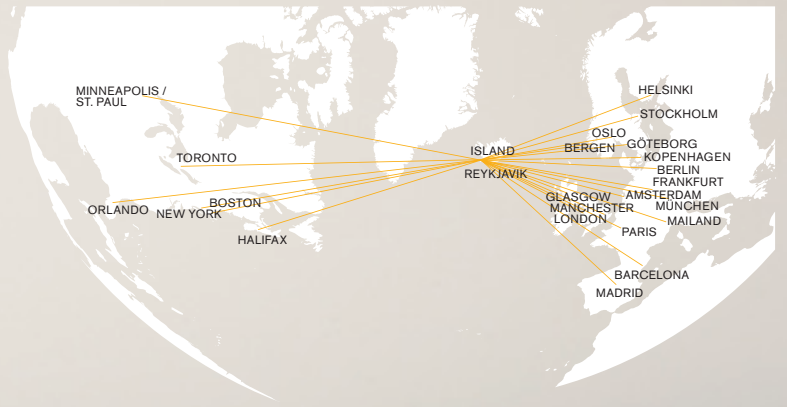 MINNEAPOLIS /
ST. PAUL
TORONTO
ORLANDO
NEW YORK
BOSTON
HALIFAX
ISLAND
REYKJAVIK
HELSINKI
STOCKHOLM
OSLO
BERGEN
GÖTEBORG
KOPENHAGEN
BERLIN
FRANKFURT
AMSTERDAM
GLASGOW
MÜNCHEN
MANCHESTER
LONDON
MAILAND
PARIS
BARCELONA
MADRID